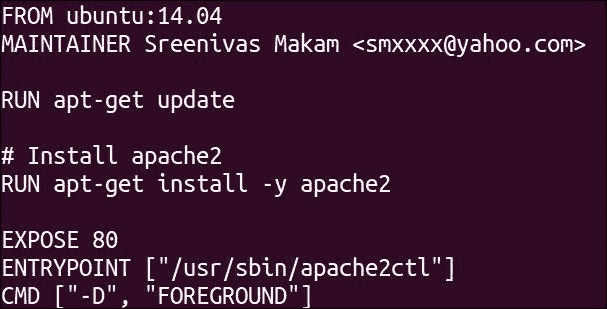 FROM ubuntu:14.04
MAINTAINER Sreenivas Makam <smxxxx@yahoo.com>
RUN apt-get update
# Install apache2
RUN apt-get install -y apache2
EXPOSE 80
ENTRYPOINT ["/usr/sbin/apache2ctl"]
CMD ["-D", "FOREGROUND"]